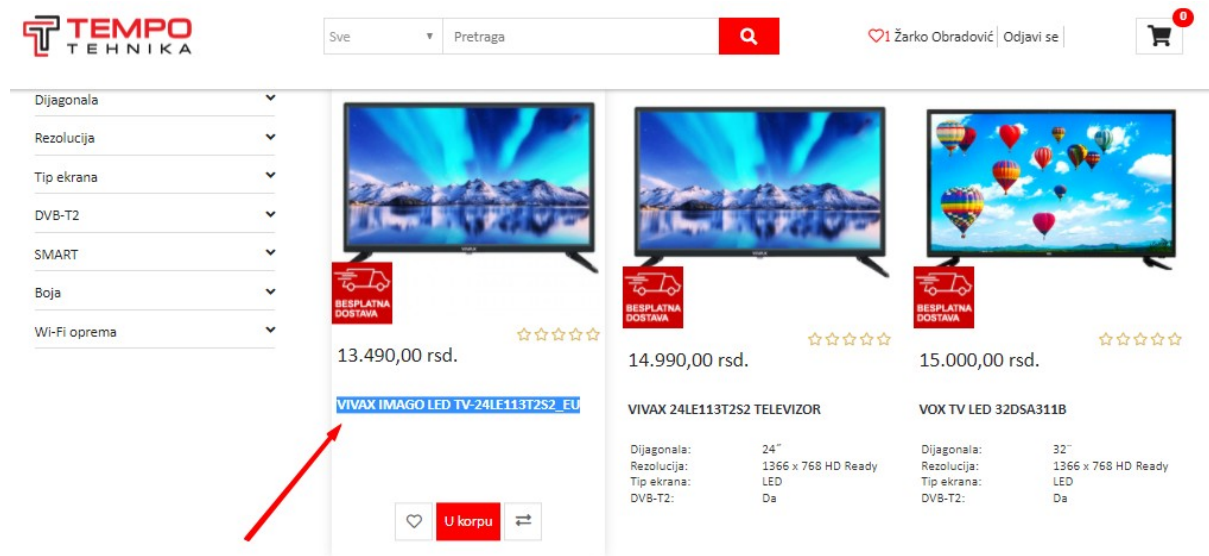 TEMPO
TEHNIKA
Sve
Pretraga
1 Žarko Obradović
Odjavi se
0
Dijagonala
Rezolucija
Tip ekrana
DVB-T2
SMART
Boja
Wi-Fi oprema
BESPLATNA
DOSTAVA
13.490,00 rsd.
VIVAX IMAGO LED TV-24LE113T2S2_EU
U korpu
BESPLATNA
DOSTAVA
14.990,00 rsd.
VIVAX 24LE113T2S2 TELEVIZOR
Dijagonala: 24˝
Rezolucija: 1366 x 768 HD Ready
Tip ekrana: LED
DVB-T2: Da
BESPLATNA
DOSTAVA
15.000,00 rsd.
VOX TV LED 32DSA311B
Dijagonala: 32¨
Rezolucija: 1366 x 768 HD Ready
Tip ekrana: LED
DVB-T2: Da